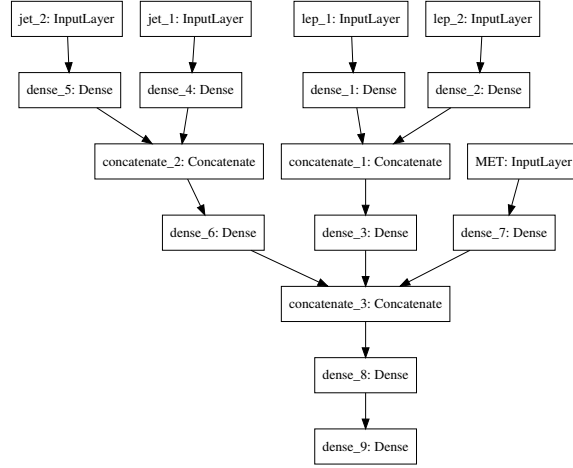 jet_2: InputLayer
jet_1: InputLayer
lep_1: InputLayer
lep_2: InputLayer
dense_5: Dense
dense_4: Dense
dense_1: Dense
dense_2: Dense
concatenate_2: Concatenate
concatenate_1: Concatenate
MET: InputLayer
dense_6: Dense
dense_3: Dense
dense_7: Dense
concatenate_3: Concatenate
dense_8: Dense
dense_9: Dense